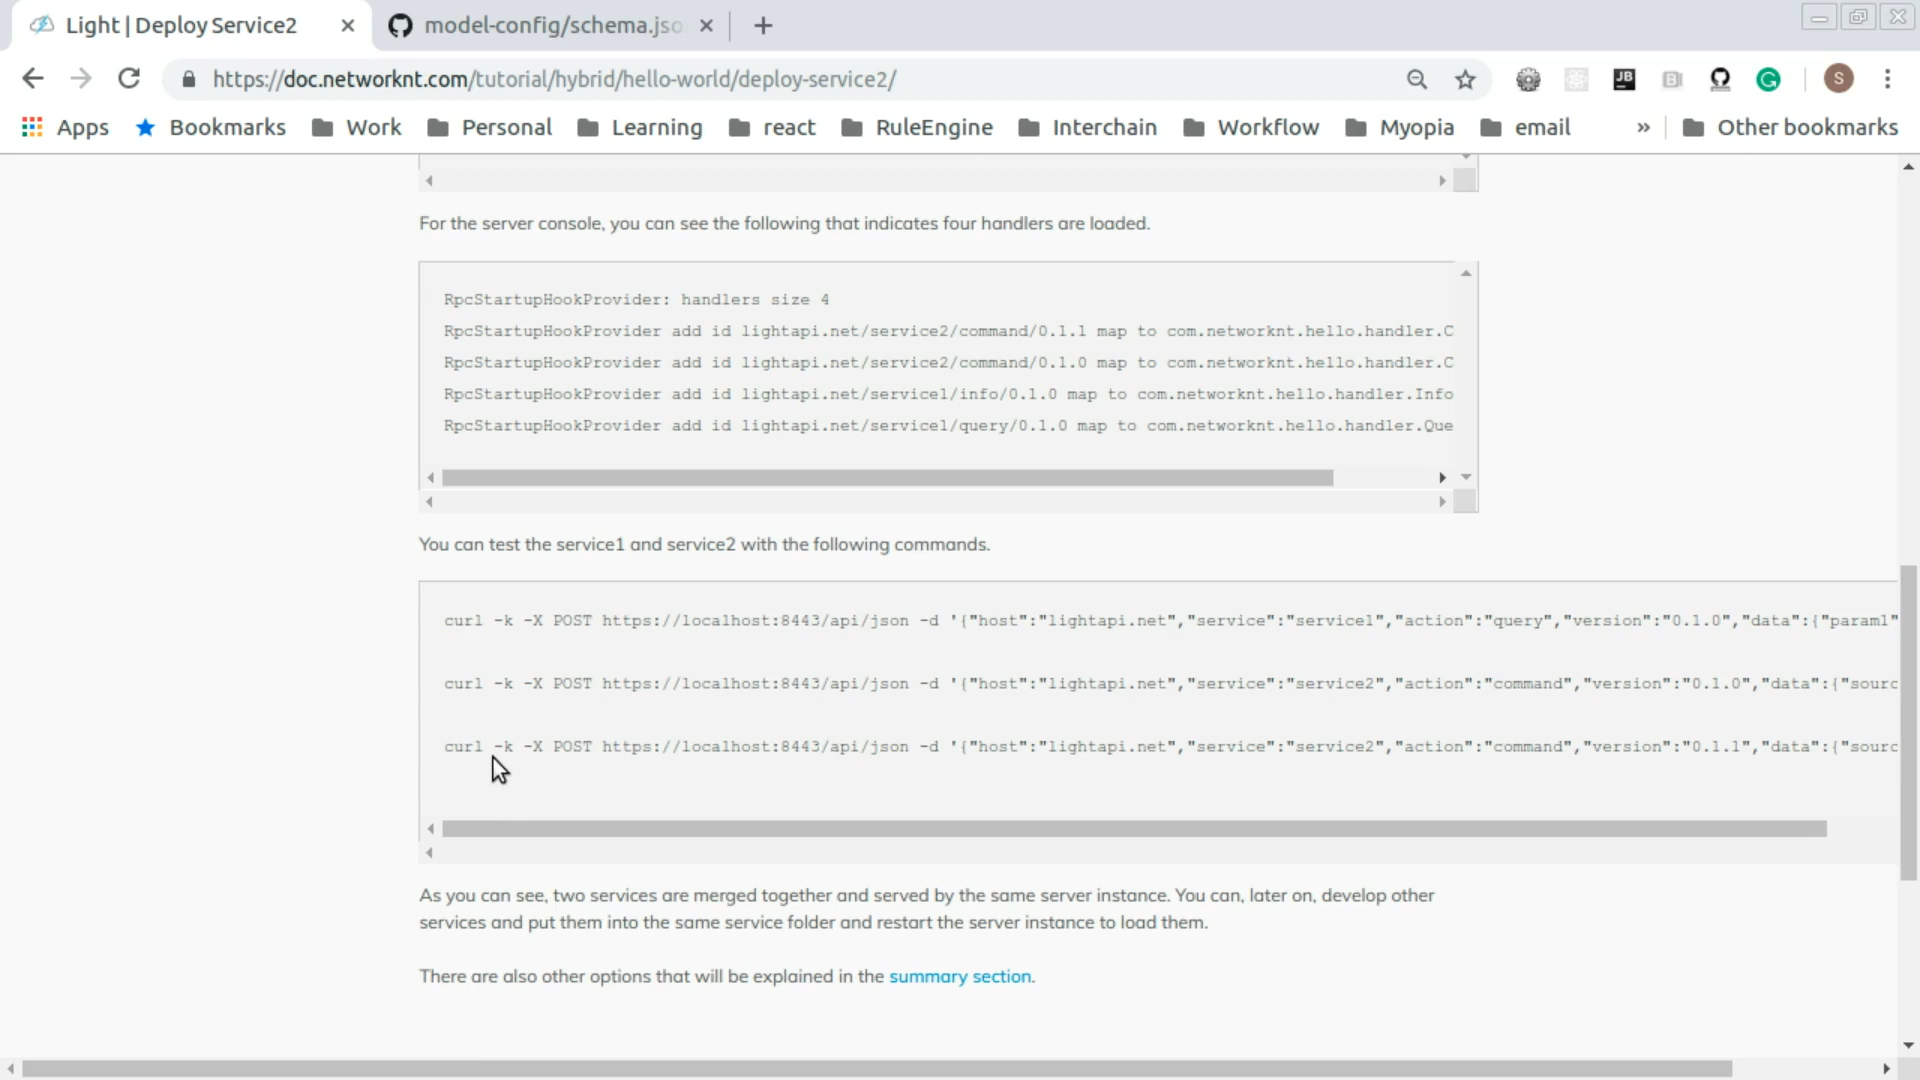 Light | Deploy Service2
model-config/schema.jso
https://doc.networknt.com/tutorial/hybrid/hello-world/deploy-service2/
JB
S
Apps
Bookmarks
Work
Personal
Learning
react
RuleEngine
Interchain
Workflow
Myopia
email
»
Other bookmarks
For the server console, you can see the following that indicates four handlers are loaded.
RpcStartupHookProvider: handlers size 4
RpcStartupHookProvider add id lightapi.net/service2/command/0.1.1 map to com.networknt.hello.handler.C
RpcStartupHookProvider add id lightapi.net/service2/command/0.1.0 map to com.networknt.hello.handler.C
RpcStartupHookProvider add id lightapi.net/service1/info/0.1.0 map to com.networknt.hello.handler.Info
RpcStartupHookProvider add id lightapi.net/service1/query/0.1.0 map to com.networknt.hello.handler.Que
You can test the service1 and service2 with the following commands.
curl -k -X POST https://localhost:8443/api/json -d '{"host":"lightapi.net","service":"service1","action":"query","version":"0.1.0","data":{"param1"
curl -k -X POST https://localhost:8443/api/json -d '{"host":"lightapi.net","service":"service2","action":"command","version":"0.1.0","data":{"sourc
curl -k -X POST https://localhost:8443/api/json -d '{"host":"lightapi.net","service":"service2","action":"command","version":"0.1.1","data":{"sourc
As you can see, two services are merged together and served by the same server instance. You can, later on, develop other
services and put them into the same service folder and restart the server instance to load them.
There are also other options that will be explained in the summary section.